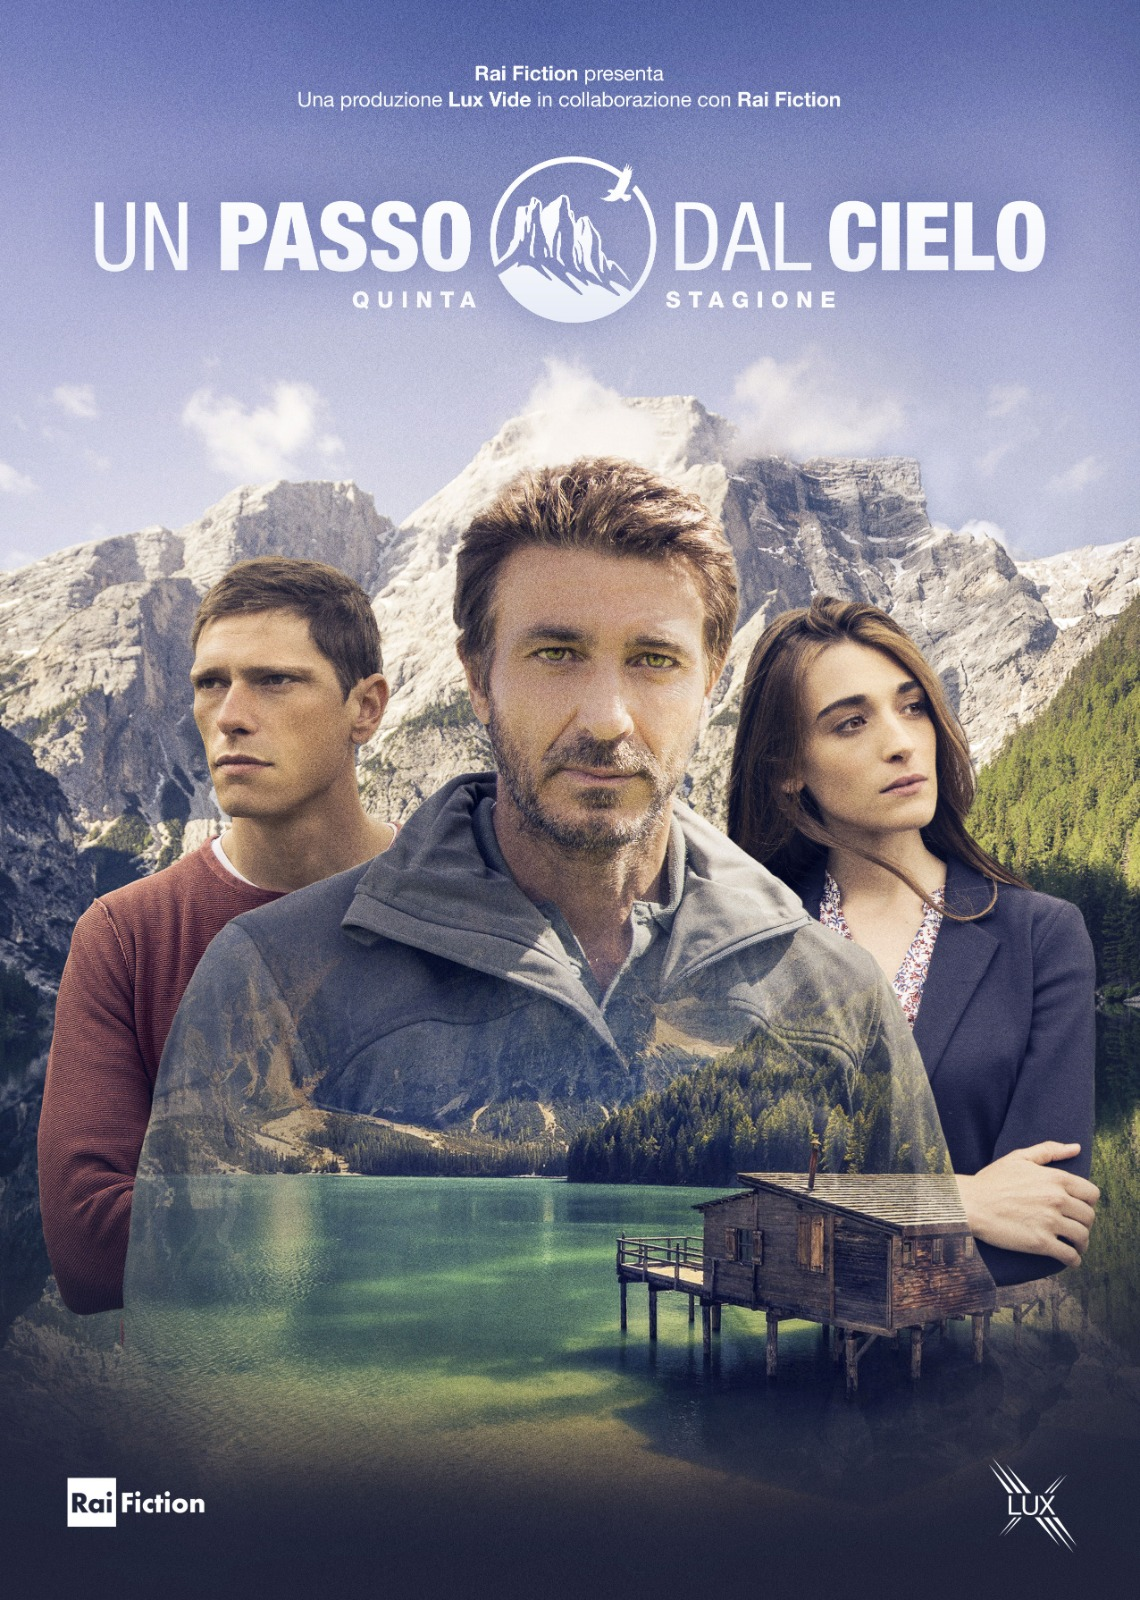 Rai Fiction presenta
Una produzione Lux Vide in collaborazione con Rai Fiction
UN PASSO DAL CIELO
QUINTA STAGIONE
Rai Fiction
LUX